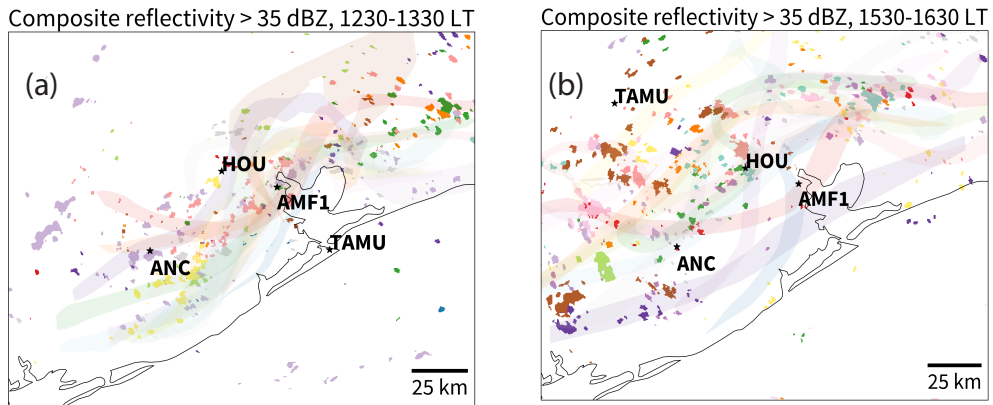 Composite reflectivity > 35 dBZ, 1230-1330 LT
(a)
HOU
AMF1
TAMU
ANC
25 km
Composite reflectivity > 35 dBZ, 1530-1630 LT
(b)
TAMU
HOU
AMF1
ANC
25 km